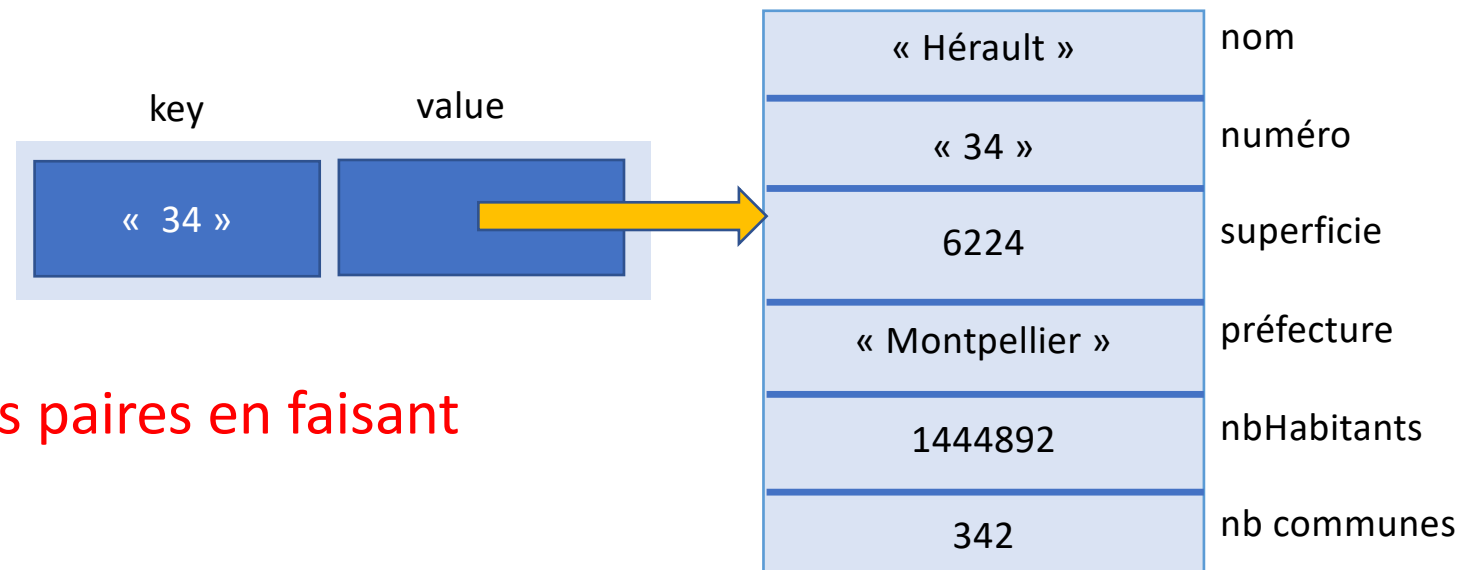 key value
« 34 »
« Hérault » nom
« 34 » numéro
6224 superficie
« Montpellier » préfecture
1444892 nbHabitants
342 nb communes
s paires en faisant